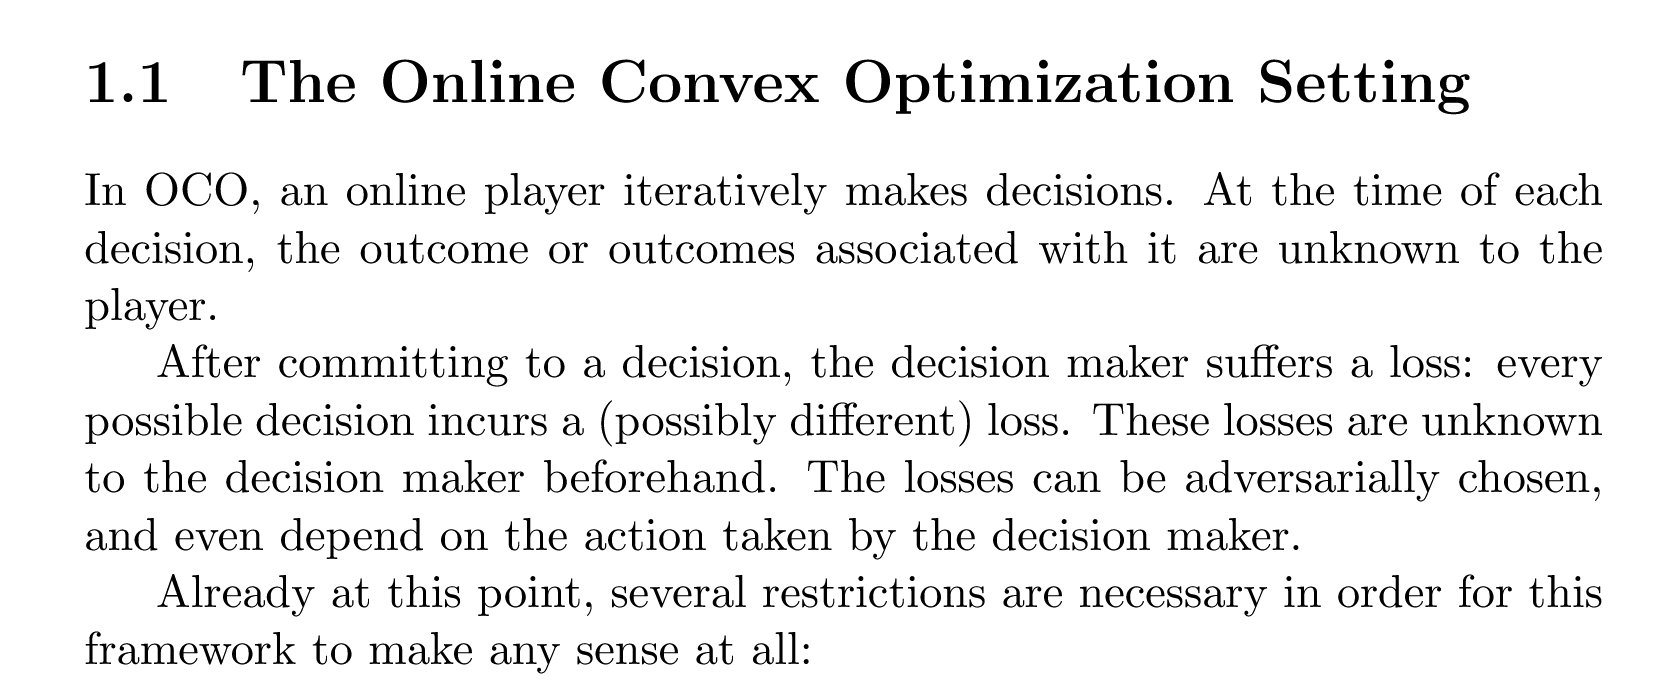 1.1 The Online Convex Optimization Setting
In OCO, an online player iteratively makes decisions. At the time of each
decision, the outcome or outcomes associated with it are unknown to the
player.
After committing to a decision, the decision maker suffers a loss: every
possible decision incurs a (possibly different) loss. These losses are unknown
to the decision maker beforehand. The losses can be adversarially chosen,
and even depend on the action taken by the decision maker.
Already at this point, several restrictions are necessary in order for this
framework to make any sense at all: